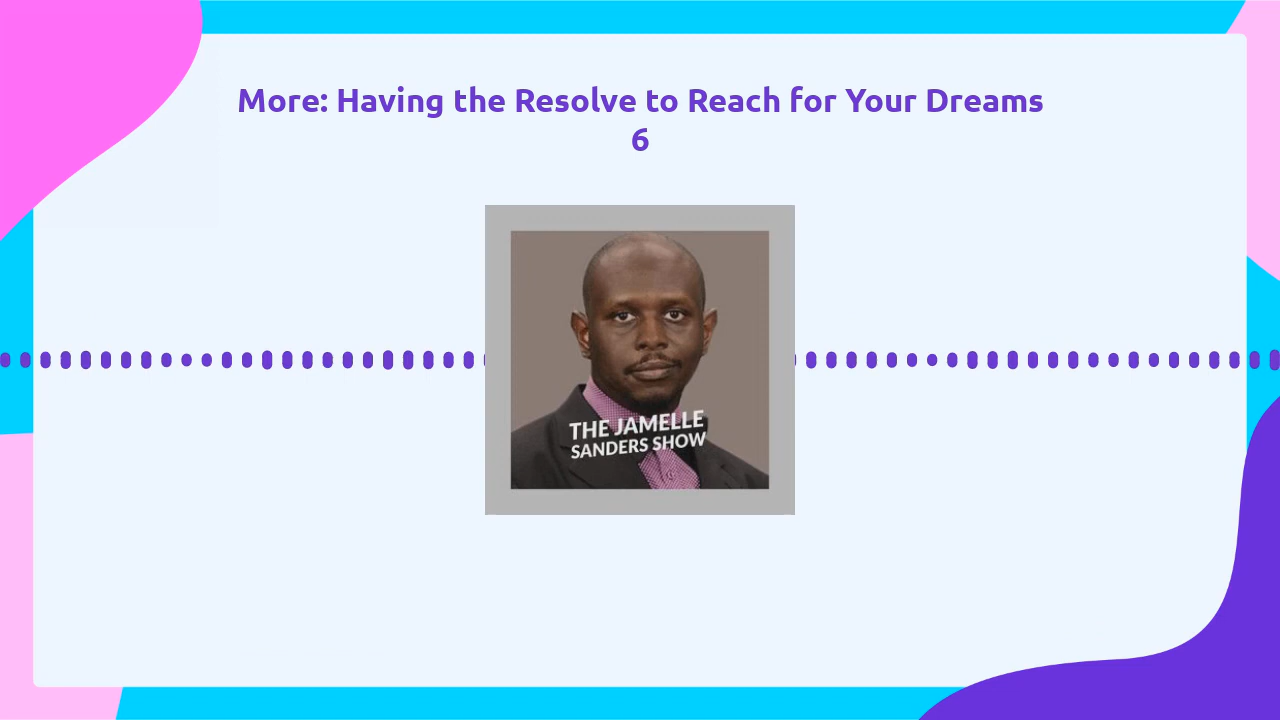 More: Having the Resolve to Reach for Your Dreams
6
THE JAMELLE
SANDERS SHOW